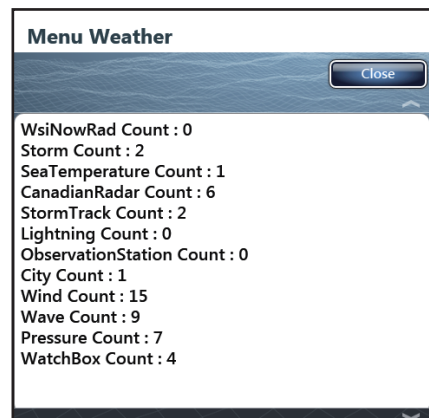 Menu Weather
Close
WsiNowRad Count : 0
Storm Count : 2
SeaTemperature Count : 1
CanadianRadar Count : 6
StormTrack Count : 2
Lightning Count : 0
ObservationStation Count : 0
City Count : 1
Wind Count : 15
Wave Count : 9
Pressure Count : 7
WatchBox Count : 4